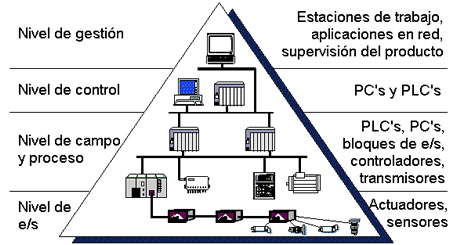 Nivel de gestión
Estaciones de trabajo,
aplicaciones en red,
supervisión del producto
Nivel de control
PC's y PLC's
Nivel de campo
y proceso
PLC's, PC's,
bloques de e/s,
controladores,
transmisores
Nivel de
e/s
Actuadores,
sensores